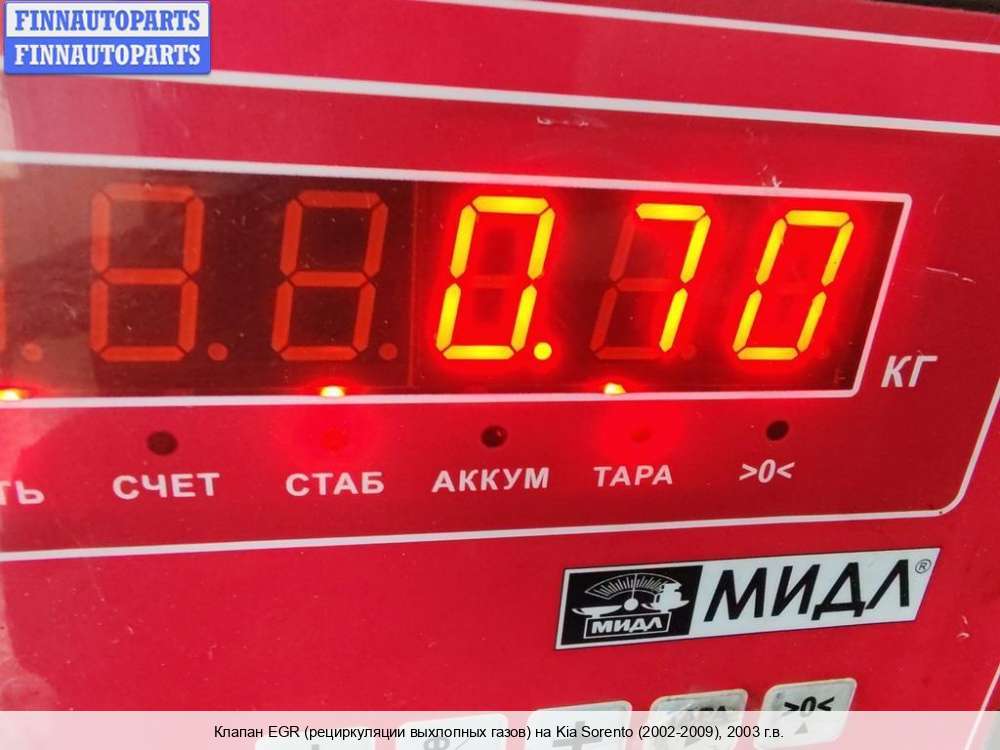 FINNAUTOPARTS
FINNAUTOPARTS
0.70
КГ
СЧЕТ СТАБ АККУМ ТАРА >0<
МИДЛ МИДЛ®
ТАРА >0<
Клапан EGR (рециркуляции выхлопных газов) на Kia Sorento (2002-2009), 2003 г.в.